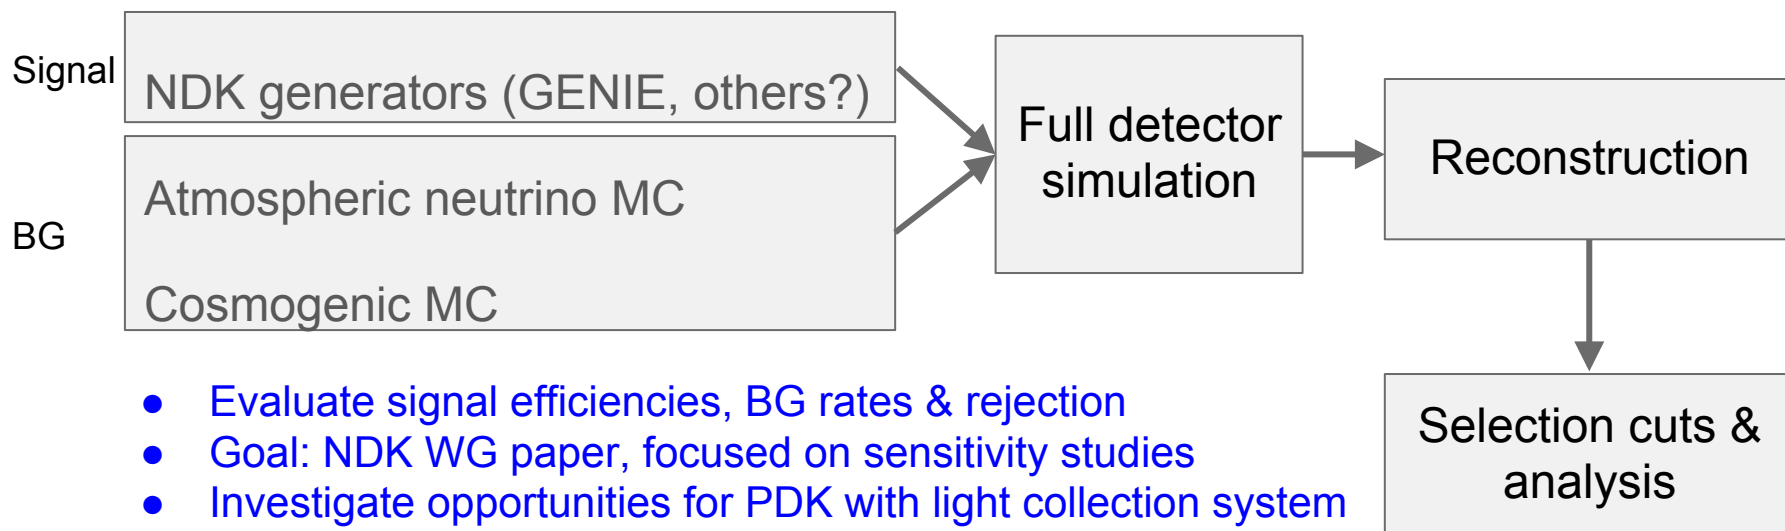 Signal
NDK generators (GENIE, others?)
BG
Atmospheric neutrino MC
Cosmogenic MC
Full detector
simulation
Reconstruction
Selection cuts &
analysis
● Evaluate signal efficiencies, BG rates & rejection
● Goal: NDK WG paper, focused on sensitivity studies
● Investigate opportunities for PDK with light collection system